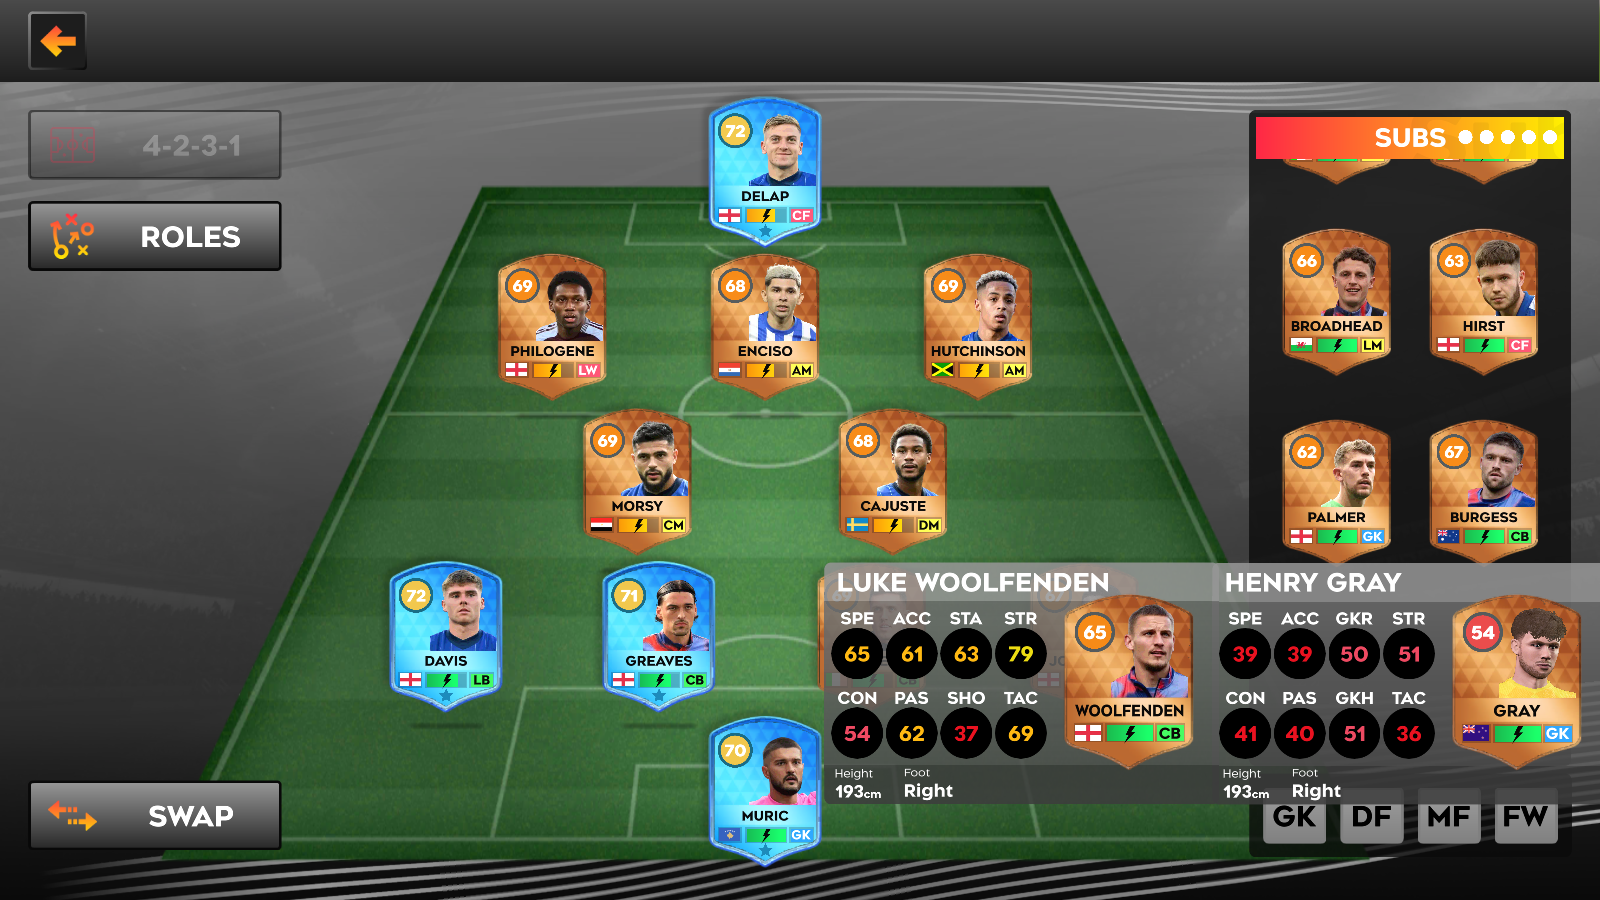 4-2-3-1
ROLES
SWAP
72
DELAP
CF
69
PHILOGENE
LW
68
ENCISO
AM
69
HUTCHINSON
AM
69
MORSY
CM
68
CAJUSTE
DM
72
DAVIS
LB
71
GREAVES
CB
70
MURIC
GK
SUBS
66
BROADHEAD
LM
63
HIRST
CF
62
PALMER
GK
67
BURGESS
CB
LUKE WOOLFENDEN
SPE ACC STA STR
65 61 63 79
CON PAS SHO TAC
54 62 37 69
Height Foot
193cm Right
65
WOOLFENDEN
CB
HENRY GRAY
SPE ACC GKR STR
39 39 50 51
CON PAS GKH TAC
41 40 51 36
Height Foot
193cm Right
54
GRAY
GK
GK DF MF FW